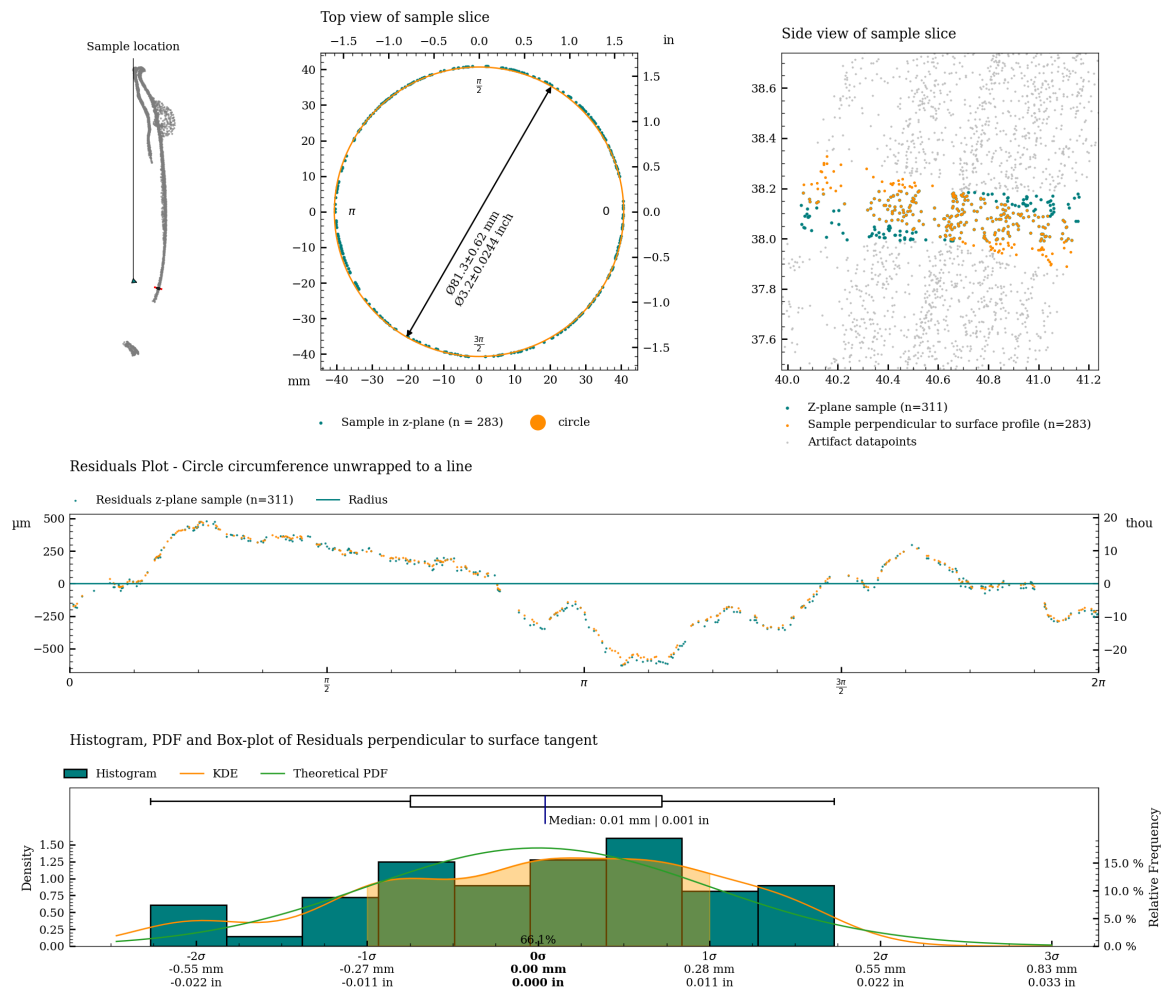 Sample location
Top view of sample slice
−1.5 −1.0 −0.5 0.0 0.5 1.0 1.5 in
40 30 20 10 0 −10 −20 −30 −40
1.5 1.0 0.5 0.0 −0.5 −1.0 −1.5
π/2
π
0
3π/2
Ø81.3±0.62 mm
Ø3.2±0.0244 inch
mm −40 −30 −20 −10 0 10 20 30 40
Sample in z-plane (n = 283) circle
Side view of sample slice
38.6
38.4
38.2
38.0
37.8
37.6
40.0 40.2 40.4 40.6 40.8 41.0 41.2
Z-plane sample (n=311)
Sample perpendicular to surface profile (n=283)
Artifact datapoints
Residuals Plot - Circle circumference unwrapped to a line
Residuals z-plane sample (n=311) Radius
µm 500 250 0 −250 −500
20 10 0 −10 −20 thou
0 π/2 π 3π/2 2π
Histogram, PDF and Box-plot of Residuals perpendicular to surface tangent
Histogram KDE Theoretical PDF
Median: 0.01 mm | 0.001 in
Density
1.50
1.25
1.00
0.75
0.50
0.25
0.00
15.0 %
10.0 %
5.0 %
0.0 %
Relative Frequency
66.1%
-2σ -1σ 0σ 1σ 2σ 3σ
-0.55 mm -0.27 mm 0.00 mm 0.28 mm 0.55 mm 0.83 mm
-0.022 in -0.011 in 0.000 in 0.011 in 0.022 in 0.033 in